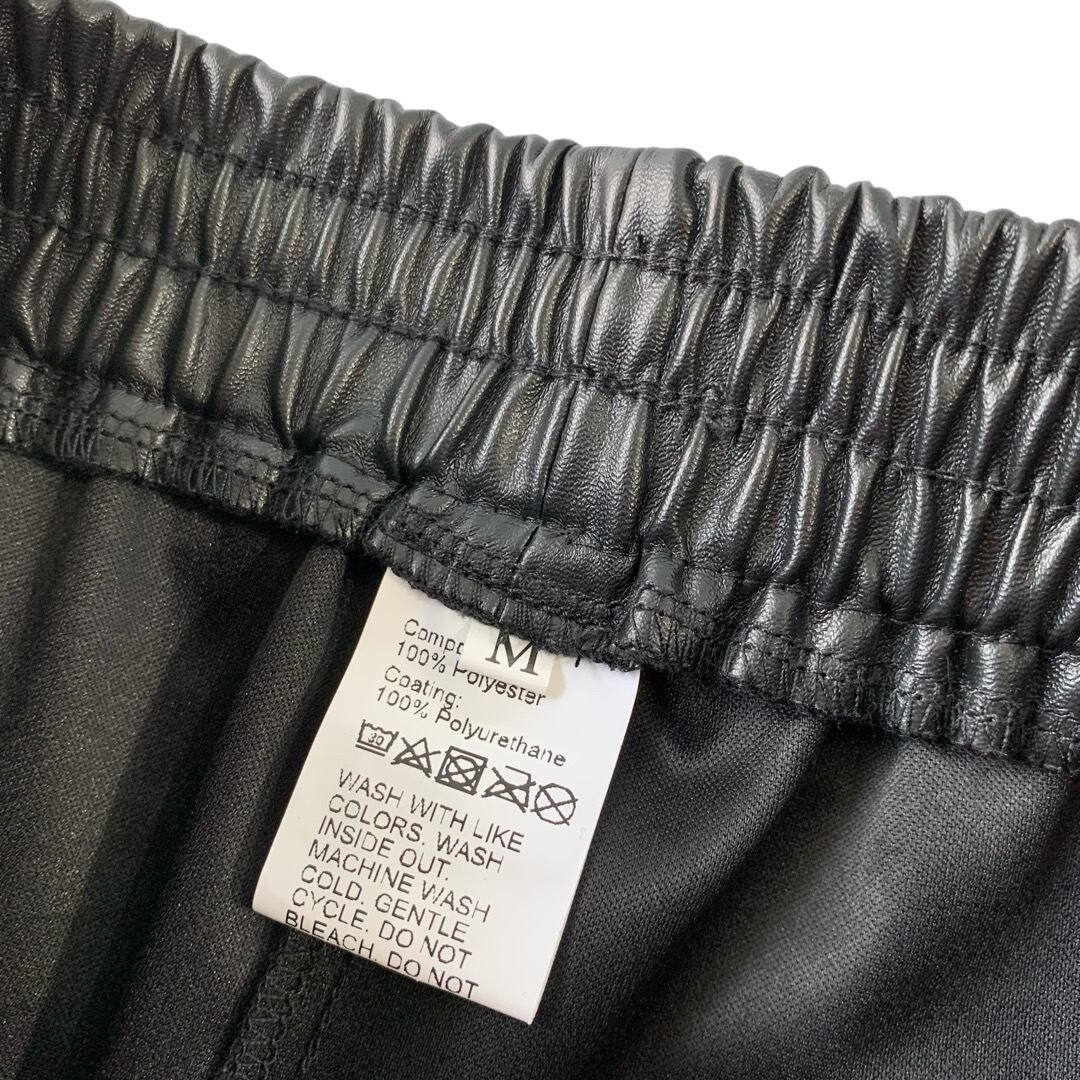 M
100% Polyester
Coating:
100% Polyurethane
30
WASH WITH LIKE
COLORS. WASH
INSIDE OUT.
MACHINE WASH
COLD, GENTLE
CYCLE. DO NOT
BLEACH. DO NOT